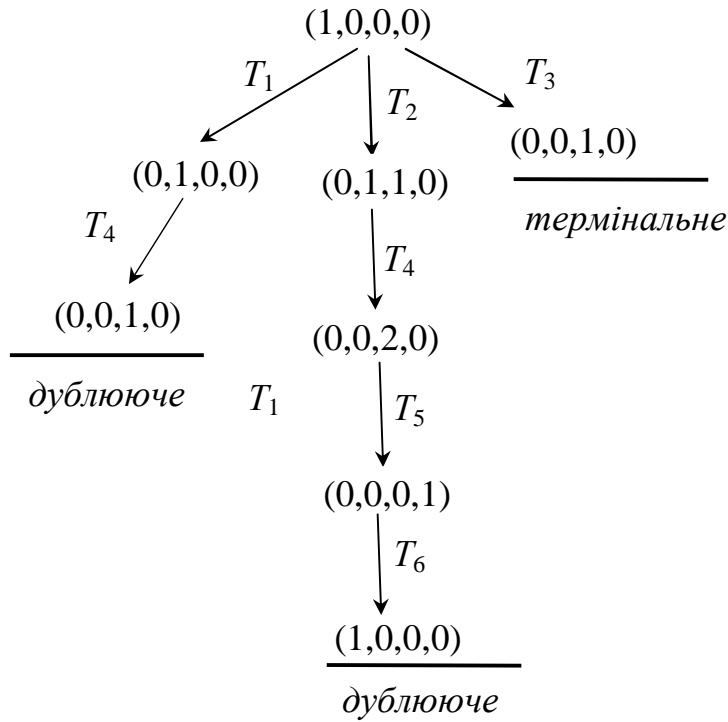 (1,0,0,0)
T1
T2
T3
(0,1,0,0)
(0,1,1,0)
(0,0,1,0)
термінальне
T4
T4
(0,0,1,0)
дублююче
(0,0,2,0)
T1
T5
(0,0,0,1)
T6
(1,0,0,0)
дублююче